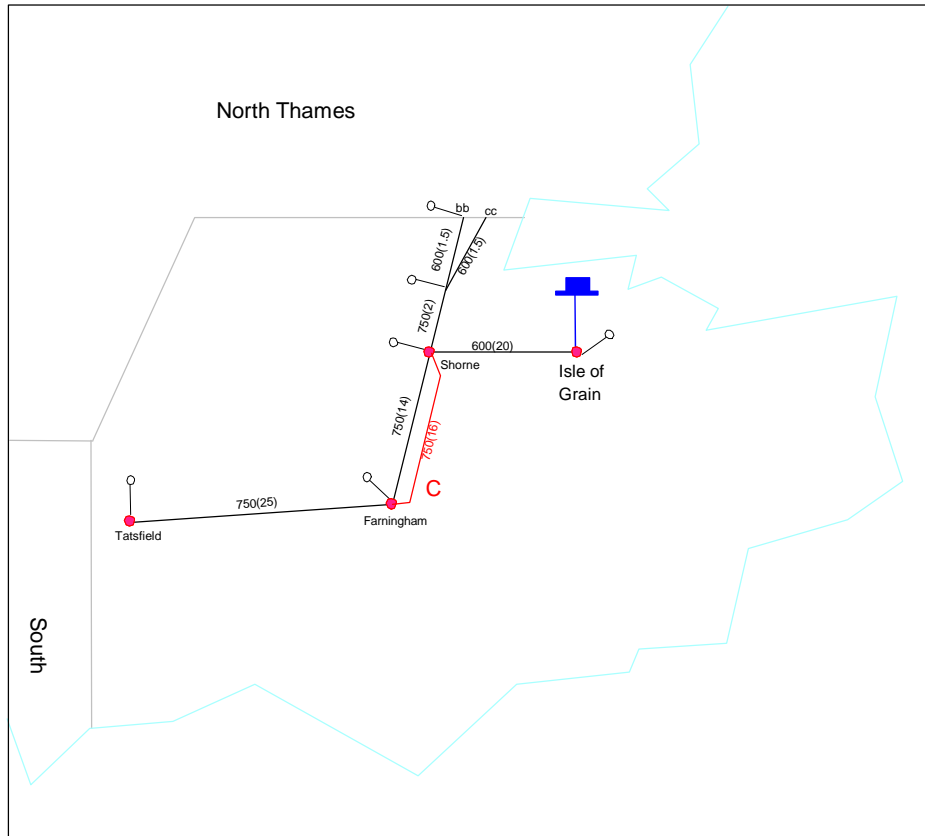 North Thames
bb
cc
600(1.5)
600(1.5)
750(2)
600(20)
Shorne
Isle of
Grain
750(14)
750(16)
C
750(25)
Farningham
Tatsfield
South